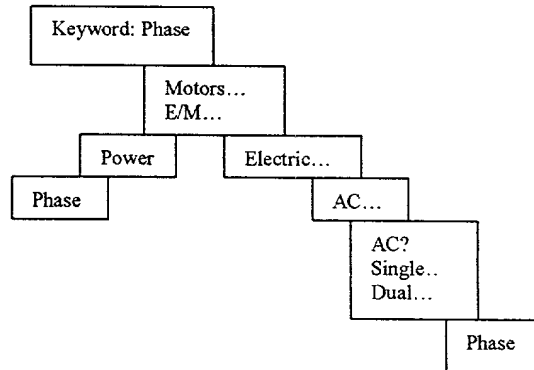 Keyword: Phase
Motors…
E/M…
Power
Electric…
Phase
AC…
AC?
Single..
Dual…
Phase